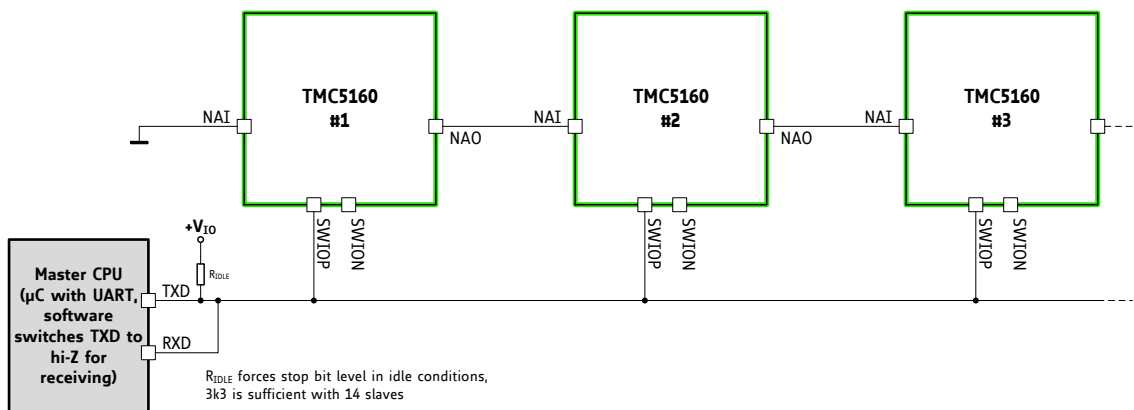 TMC5160
#1
TMC5160
#2
TMC5160
#3
NAI
NAO
NAI
NAO
NAI
SWIOP
SWION
SWIOP
SWION
SWIOP
SWION
+VIO
RIDLE
Master CPU
(µC with UART,
software
switches TXD to
hi-Z for
receiving)
TXD
RXD
RIDLE forces stop bit level in idle conditions,
3k3 is sufficient with 14 slaves